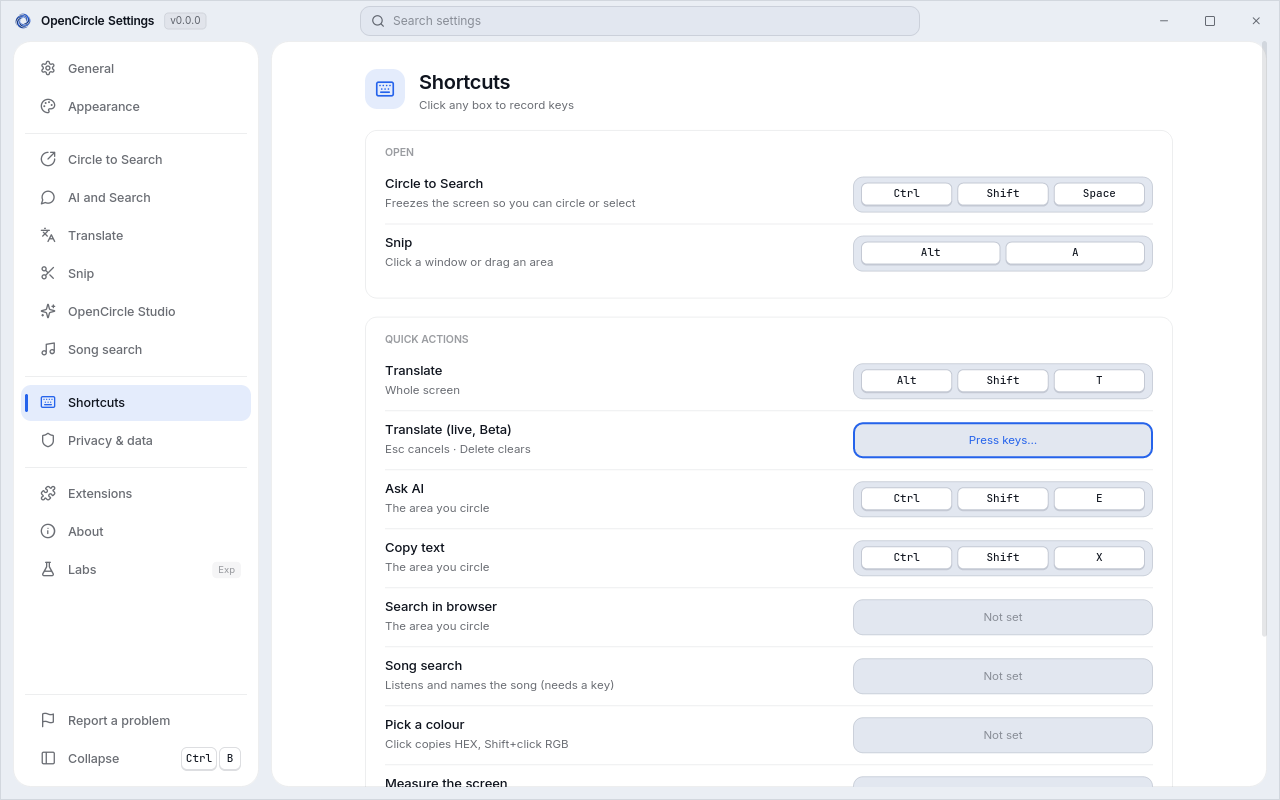 OpenCircle Settings
v0.0.0
Search settings
General
Appearance
Circle to Search
AI and Search
Translate
Snip
OpenCircle Studio
Song search
Shortcuts
Privacy & data
Extensions
About
Labs
Exp
Report a problem
Collapse
Ctrl B
Shortcuts
Click any box to record keys
OPEN
Circle to Search
Freezes the screen so you can circle or select
Ctrl Shift Space
Snip
Click a window or drag an area
Alt A
QUICK ACTIONS
Translate
Whole screen
Alt Shift T
Translate (live, Beta)
Esc cancels · Delete clears
Press keys...
Ask AI
The area you circle
Ctrl Shift E
Copy text
The area you circle
Ctrl Shift X
Search in browser
The area you circle
Not set
Song search
Listens and names the song (needs a key)
Not set
Pick a colour
Click copies HEX, Shift+click RGB
Not set
Measure the screen